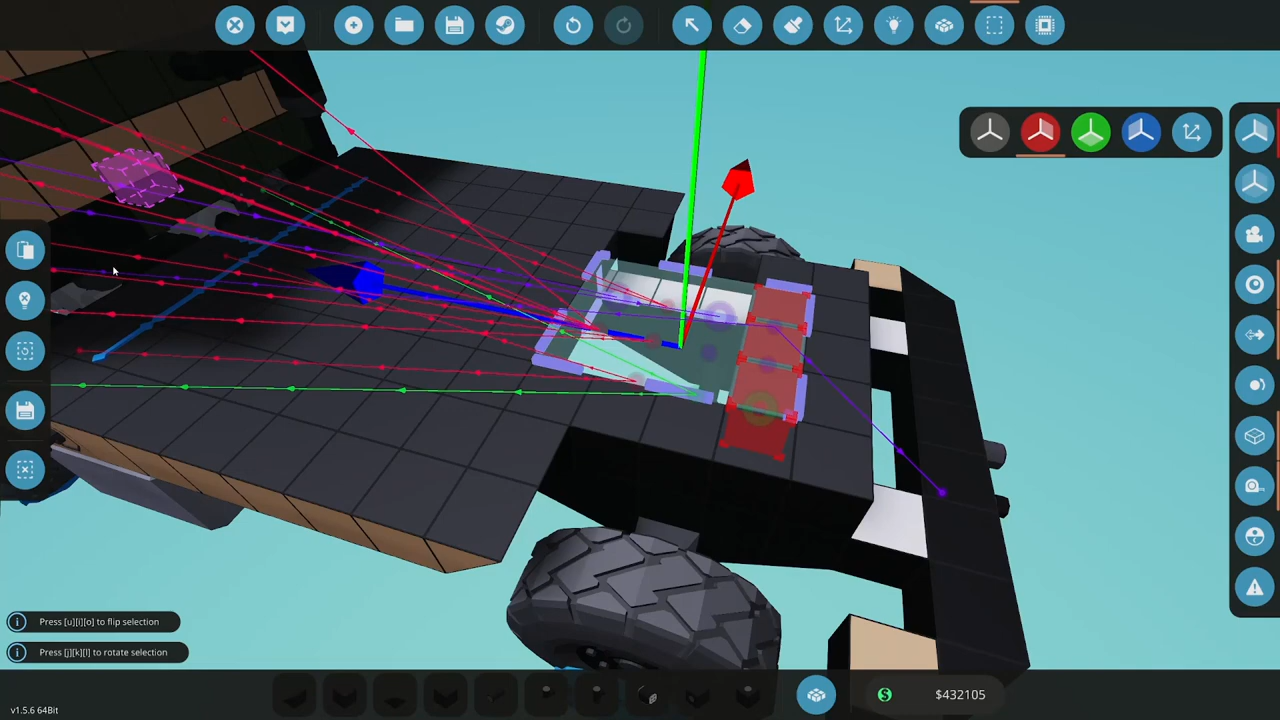 Press [u][i][o] to flip selection
Press [j][k][l] to rotate selection
v1.5.6 64Bit
$ $432105